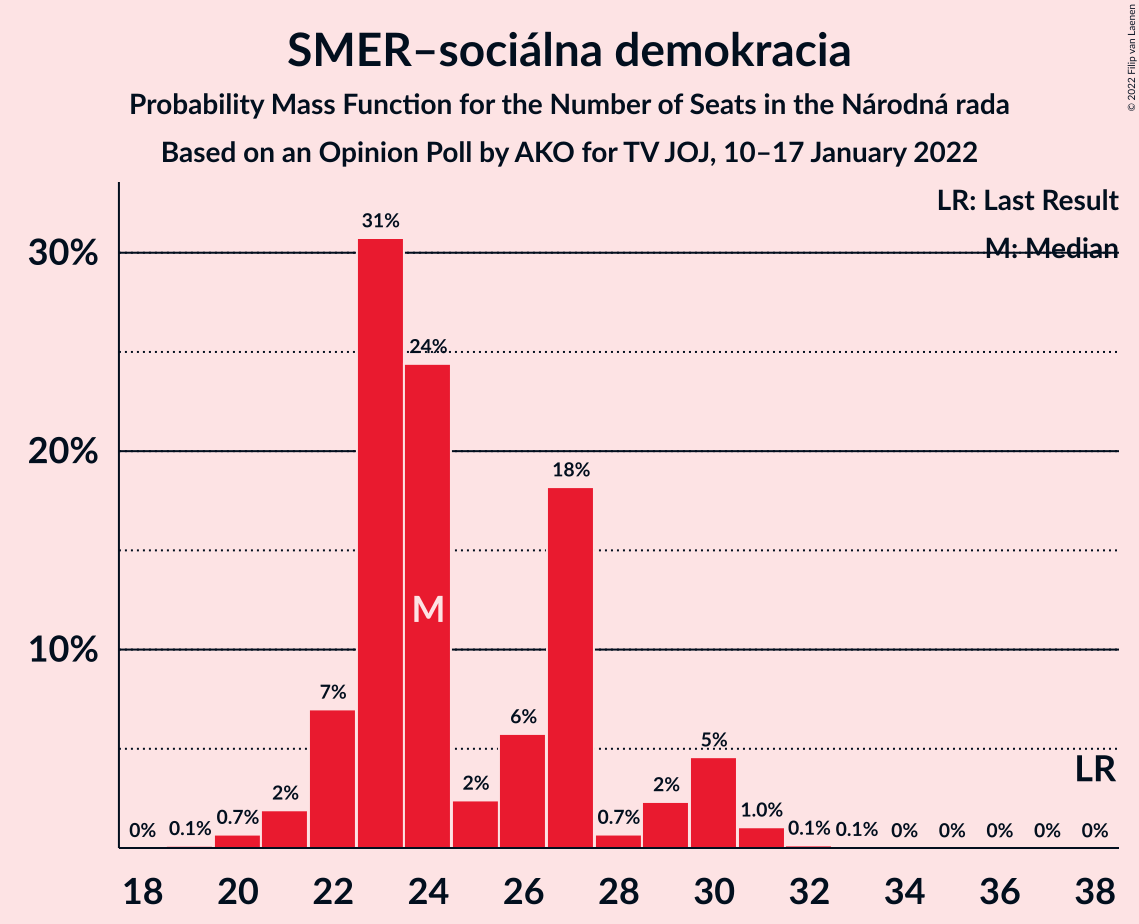 SMER–sociálna demokracia
Probability Mass Function for the Number of Seats in the Národná rada
Based on an Opinion Poll by AKO for TV JOJ, 10–17 January 2022
© 2022 Filip van Laenen
LR: Last Result
M: Median
30%
20%
10%
0% 0.1% 0.7% 2% 7% 31% 24% 2% 6% 18% 0.7% 2% 5% 1.0% 0.1% 0.1% 0% 0% 0% 0% 0%
M
LR
18 20 22 24 26 28 30 32 34 36 38